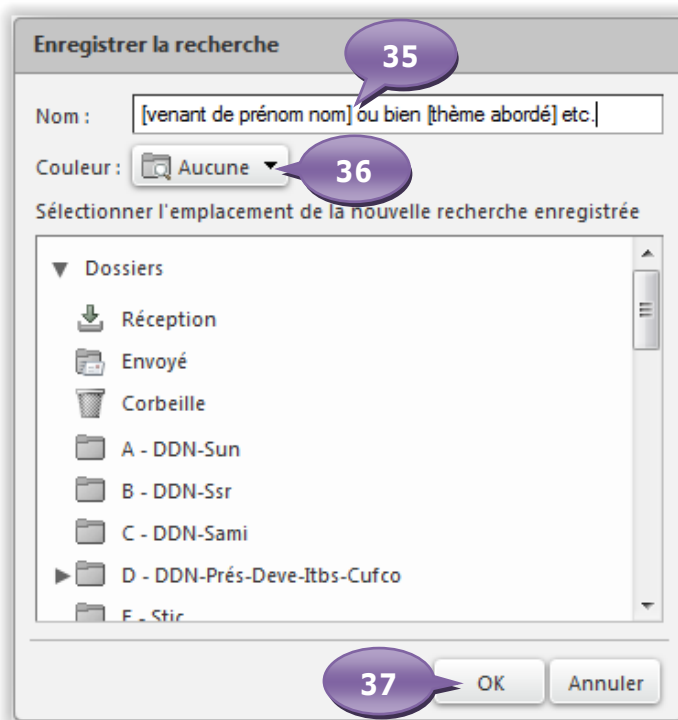 Enregistrer la recherche
35
Nom : [venant de prénom nom] ou bien [thème abordé] etc.
Couleur : Aucune
36
Sélectionner l'emplacement de la nouvelle recherche enregistrée
Dossiers
Réception
Envoyé
Corbeille
A - DDN-Sun
B - DDN-Ssr
C - DDN-Sami
D - DDN-Prés-Deve-Itbs-Cufco
E - Stic
37
OK Annuler